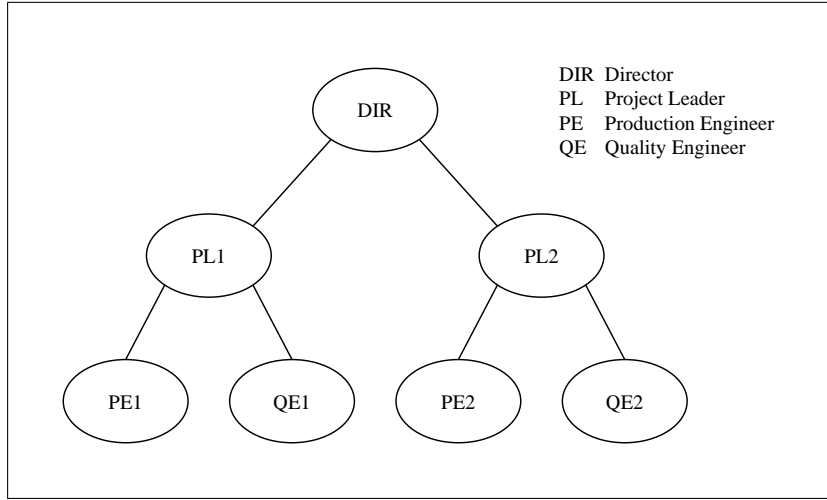 DIR Director
PL Project Leader
PE Production Engineer
QE Quality Engineer
DIR
PL1 PL2
PE1 QE1 PE2 QE2